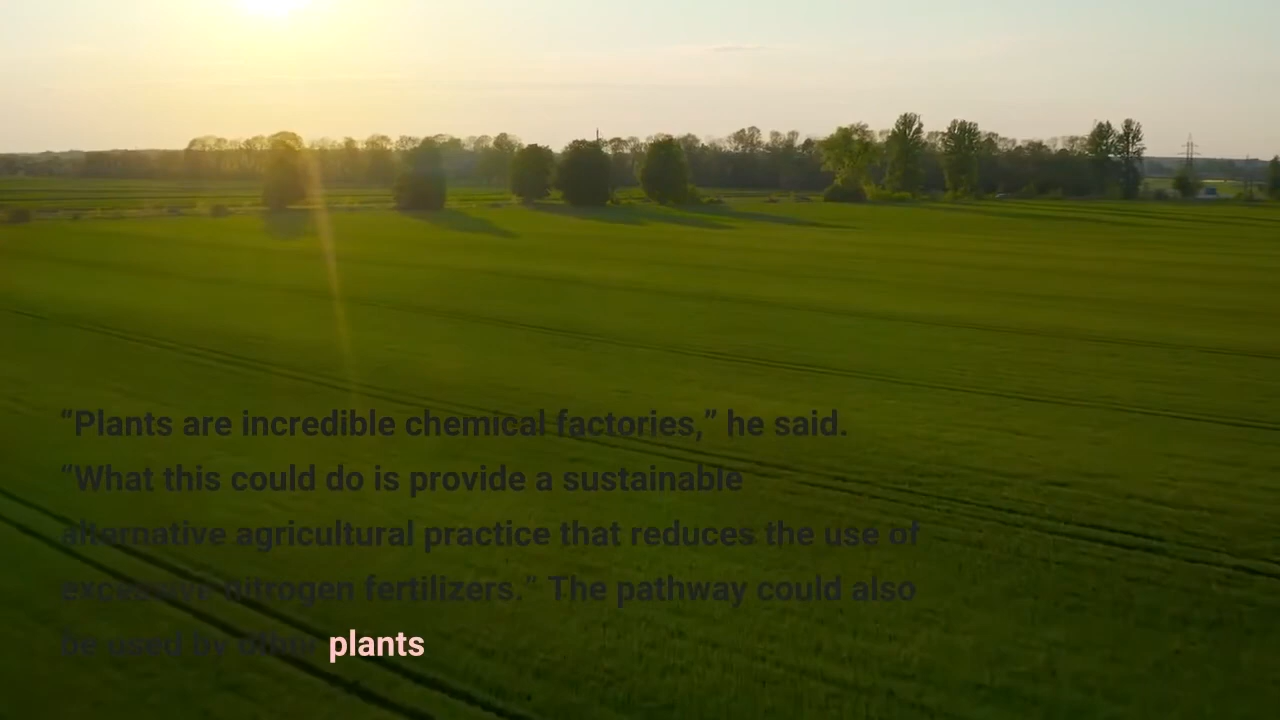 “Plants are incredible chemical factories,” he said.
“What this could do is provide a sustainable
alternative agricultural practice that reduces the use of
excessive nitrogen fertilizers.” The pathway could also
be used by other plants